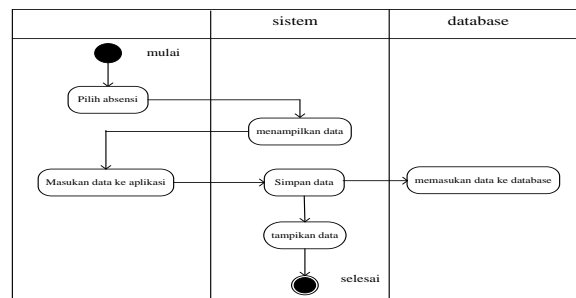 sistem
database
mulai
Pilih absensi
menampilkan data
Masukan data ke aplikasi
Simpan data
memasukan data ke database
tampikan data
selesai